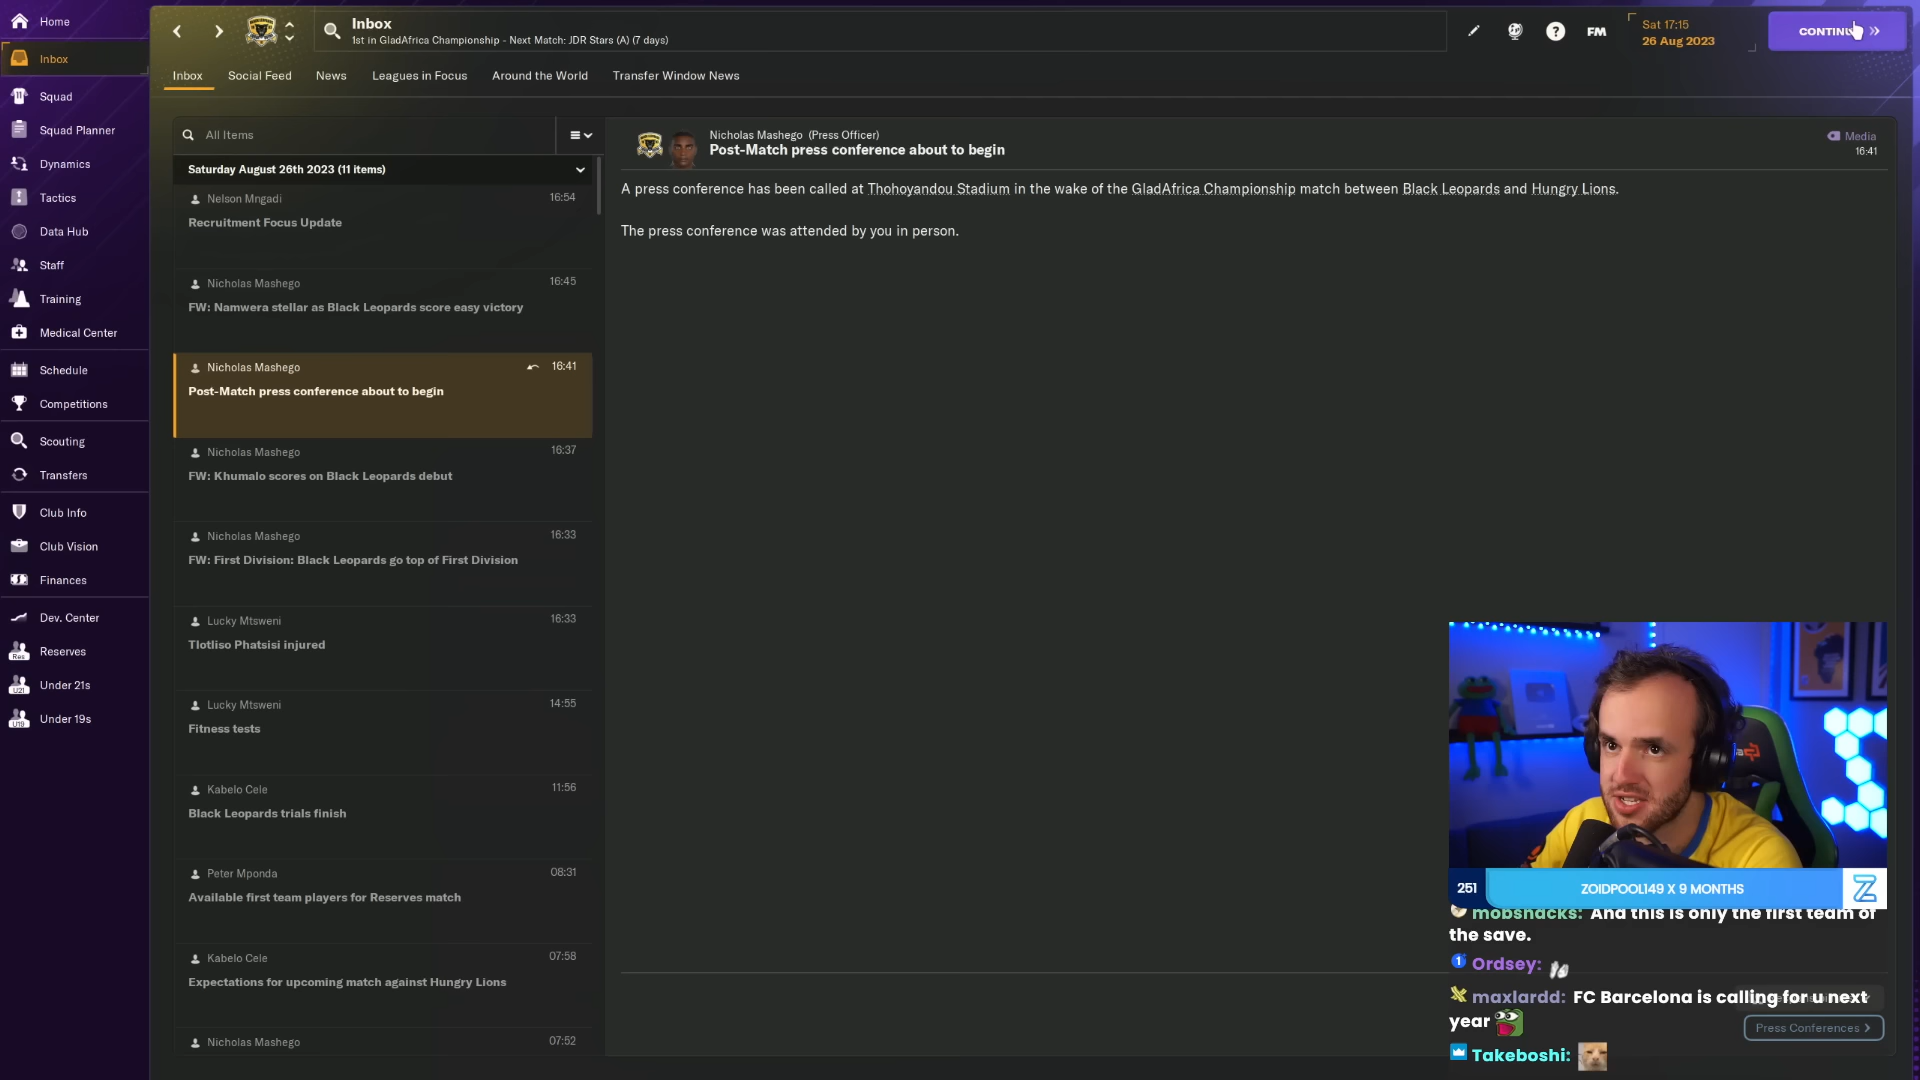 Home
Inbox
Squad
Squad Planner
Dynamics
Tactics
Data Hub
Staff
Training
Medical Center
Schedule
Competitions
Scouting
Transfers
Club Info
Club Vision
Finances
Dev. Center
Reserves
Under 21s
Under 19s
Inbox
1st in GladAfrica Championship - Next Match: JDR Stars (A) (7 days)
FM
Sat 17:15
26 Aug 2023
Inbox
Social Feed
News
Leagues in Focus
Around the World
Transfer Window News
All Items
Saturday August 26th 2023 (11 items)
Nelson Mngadi 16:54
Recruitment Focus Update
Nicholas Mashego 16:45
FW: Namwera stellar as Black Leopards score easy victory
Nicholas Mashego 16:41
Post-Match press conference about to begin
Nicholas Mashego 16:37
FW: Khumalo scores on Black Leopards debut
Nicholas Mashego 16:33
FW: First Division: Black Leopards go top of First Division
Lucky Mtsweni 16:33
Tlotliso Phatsisi injured
Lucky Mtsweni 14:55
Fitness tests
Kabelo Cele 11:56
Black Leopards trials finish
Peter Mponda 08:31
Available first team players for Reserves match
Kabelo Cele 07:58
Expectations for upcoming match against Hungry Lions
Nicholas Mashego 07:52
Nicholas Mashego (Press Officer)
Post-Match press conference about to begin
Media
16:41
A press conference has been called at Thohoyandou Stadium in the wake of the GladAfrica Championship match between Black Leopards and Hungry Lions.
The press conference was attended by you in person.
251 ZOIDPOOL149 X 9 MONTHS
mobsnacks: And this is only the first team of
the save.
Ordsey:
maxlardd: FC Barcelona is calling for u next
year
Press Conferences
Takeboshi: